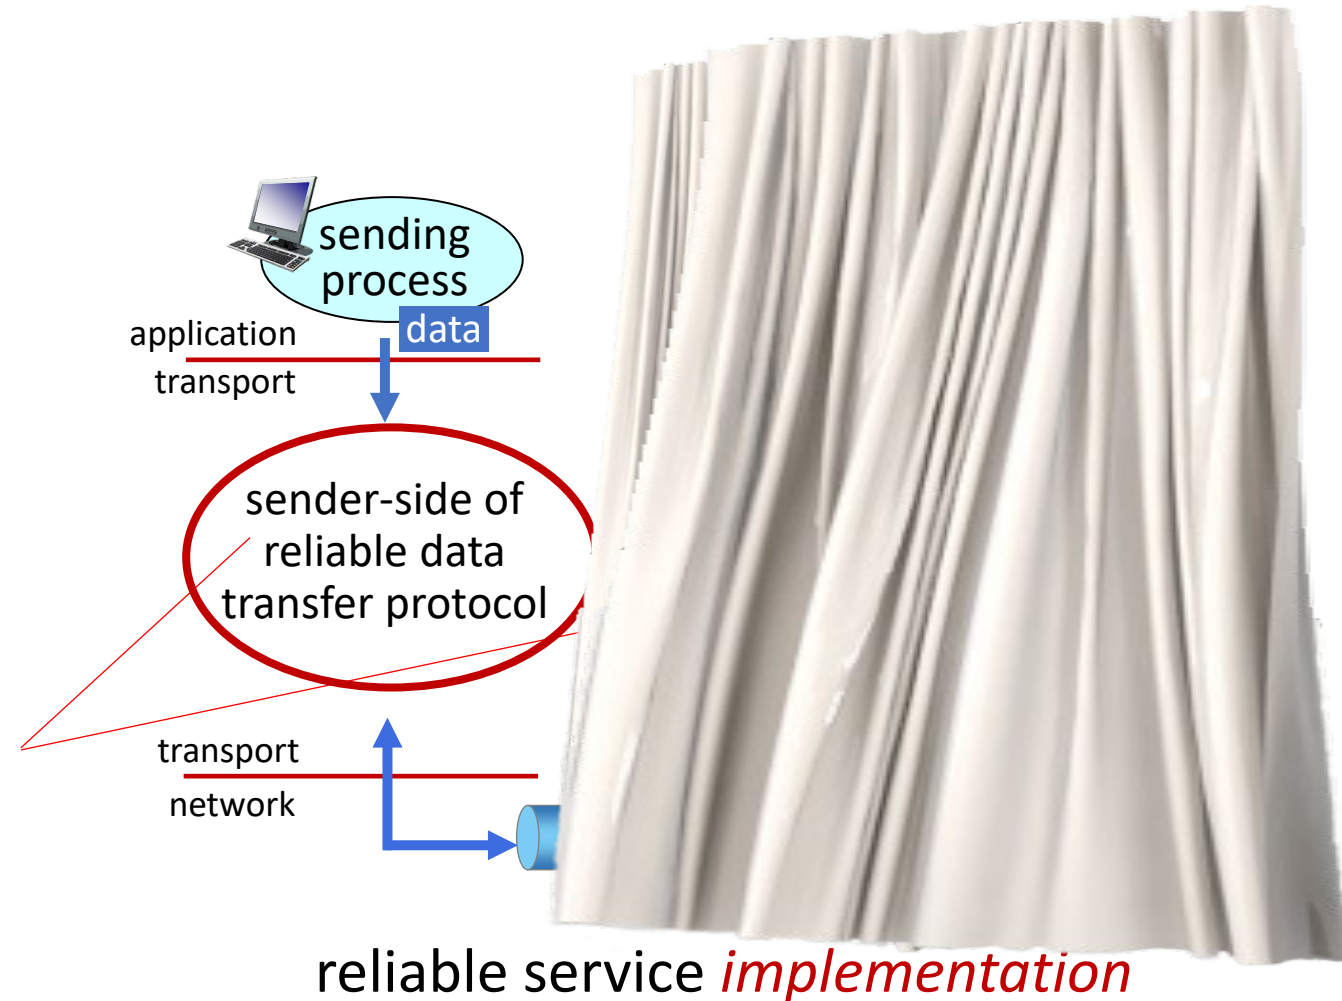 sending
process
data
application
transport
sender-side of
reliable data
transfer protocol
transport
network
reliable service implementation